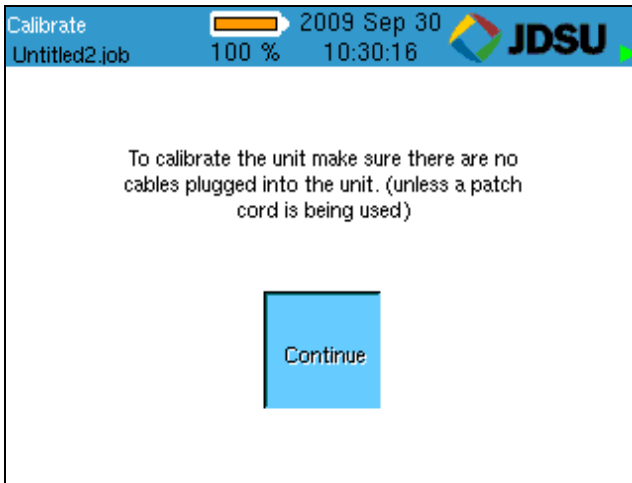 Calibrate 2009 Sep 30 JDSU
Untitled2.job 100 % 10:30:16
To calibrate the unit make sure there are no
cables plugged into the unit. (unless a patch
cord is being used)
Continue